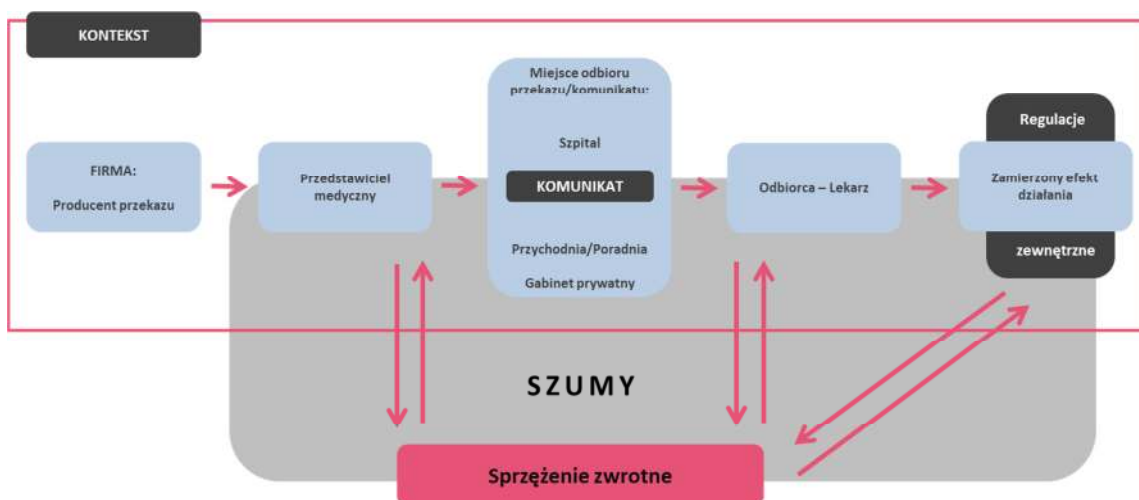 KONTEKST
FIRMA:
Producent przekazu
Przedstawiciel
medyczny
Miejsce odbioru
przekazu/komunikatu:
Szpital
KOMUNIKAT
Przychodnia/Poradnia
Gabinet prywatny
Odbiorca – Lekarz
Regulacje
Zamierzony efekt
działania
zewnętrzne
SZUMY
Sprzężenie zwrotne